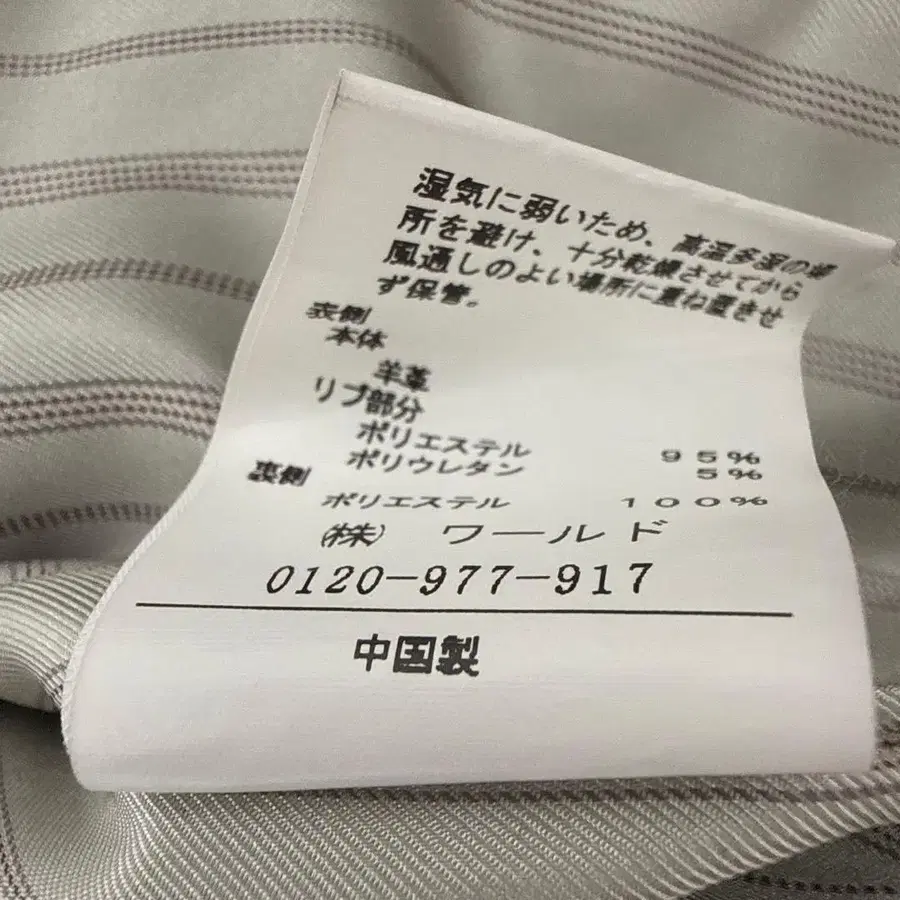 湿気に弱いため、高温多湿の場
所を避け、十分乾燥させてから
風通しのよい場所に重ね置きせ
ず保管。
表側
本体
羊革
リブ部分
ポリエステル 95%
ポリウレタン 5%
裏側
ポリエステル 100%
(株) ワールド
0120-977-917
中国製